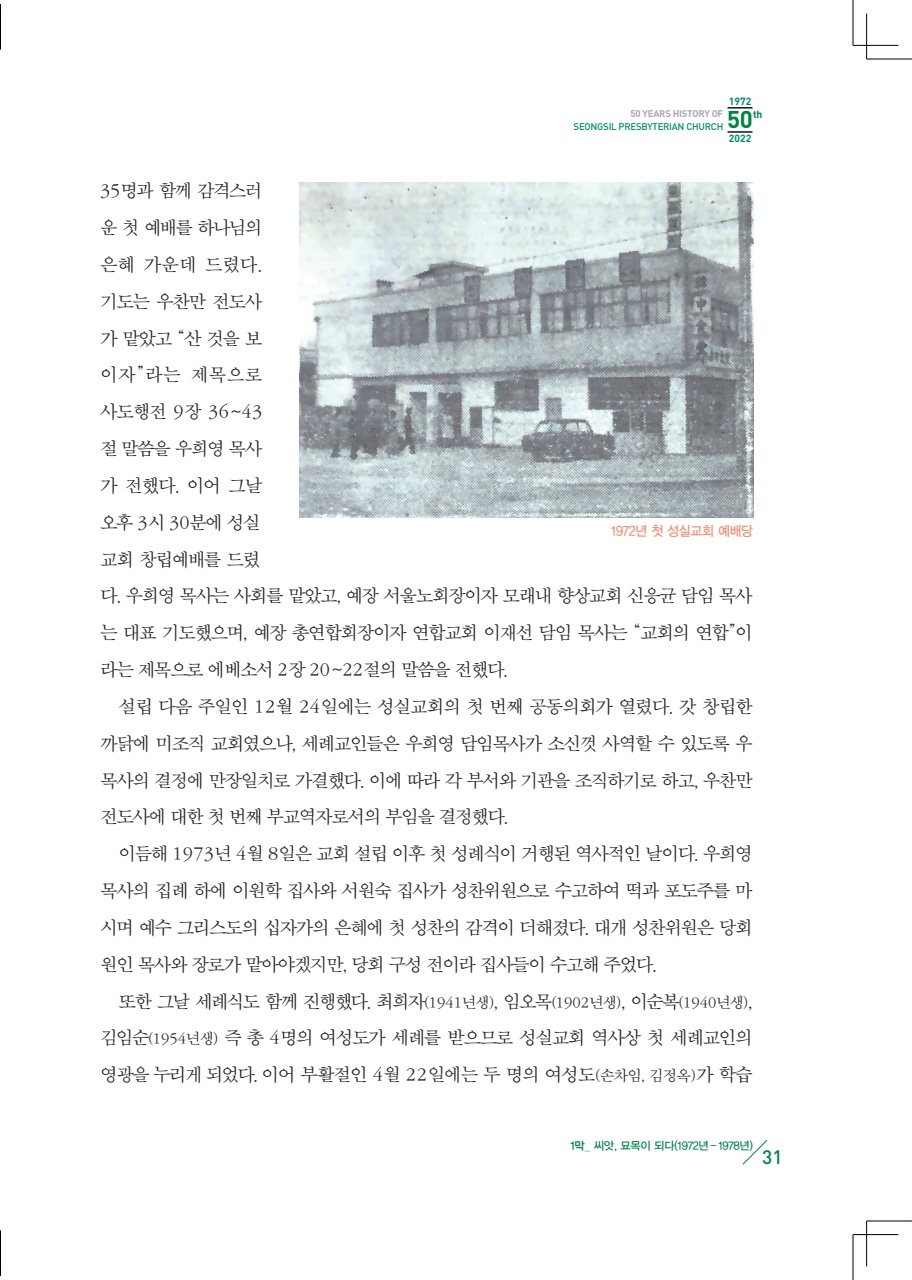 1972
50 YEARS HISTORY OF
SEONGSIL PRESBYTERIAN CHURCH
50th
2022
35명과 함께 감격스러
운 첫 예배를 하나님의
은혜 가운데 드렸다.
기도는 우찬만 전도사
가 맡았고 “산 것을 보
이자”라는 제목으로
사도행전 9장 36~43
절 말씀을 우희영 목사
가 전했다. 이어 그날
오후 3시 30분에 성실
교회 창립예배를 드렸
1972년 첫 성실교회 예배당
다. 우희영 목사는 사회를 맡았고, 예장 서울노회장이자 모래내 향상교회 신응균 담임 목사
는 대표 기도했으며, 예장 총연합회장이자 연합교회 이재선 담임 목사는 “교회의 연합”이
라는 제목으로 에베소서 2장 20~22절의 말씀을 전했다.
설립 다음 주일인 12월 24일에는 성실교회의 첫 번째 공동의회가 열렸다. 갓 창립한
까닭에 미조직 교회였으나, 세례교인들은 우희영 담임목사가 소신껏 사역할 수 있도록 우
목사의 결정에 만장일치로 가결했다. 이에 따라 각 부서와 기관을 조직하기로 하고, 우찬만
전도사에 대한 첫 번째 부교역자로서의 부임을 결정했다.
이듬해 1973년 4월 8일은 교회 설립 이후 첫 성례식이 거행된 역사적인 날이다. 우희영
목사의 집례 하에 이원학 집사와 서원숙 집사가 성찬위원으로 수고하여 떡과 포도주를 마
시며 예수 그리스도의 십자가의 은혜에 첫 성찬의 감격이 더해졌다. 대개 성찬위원은 당회
원인 목사와 장로가 맡아야겠지만, 당회 구성 전이라 집사들이 수고해 주었다.
또한 그날 세례식도 함께 진행했다. 최희자(1941년생), 임오목(1902년생), 이순복(1940년생),
김임순(1954년생) 즉 총 4명의 여성도가 세례를 받으므로 성실교회 역사상 첫 세례교인의
영광을 누리게 되었다. 이어 부활절인 4월 22일에는 두 명의 여성도(손차임, 김정옥)가 학습
1막_ 씨앗, 묘목이 되다(1972년 – 1978년)
31